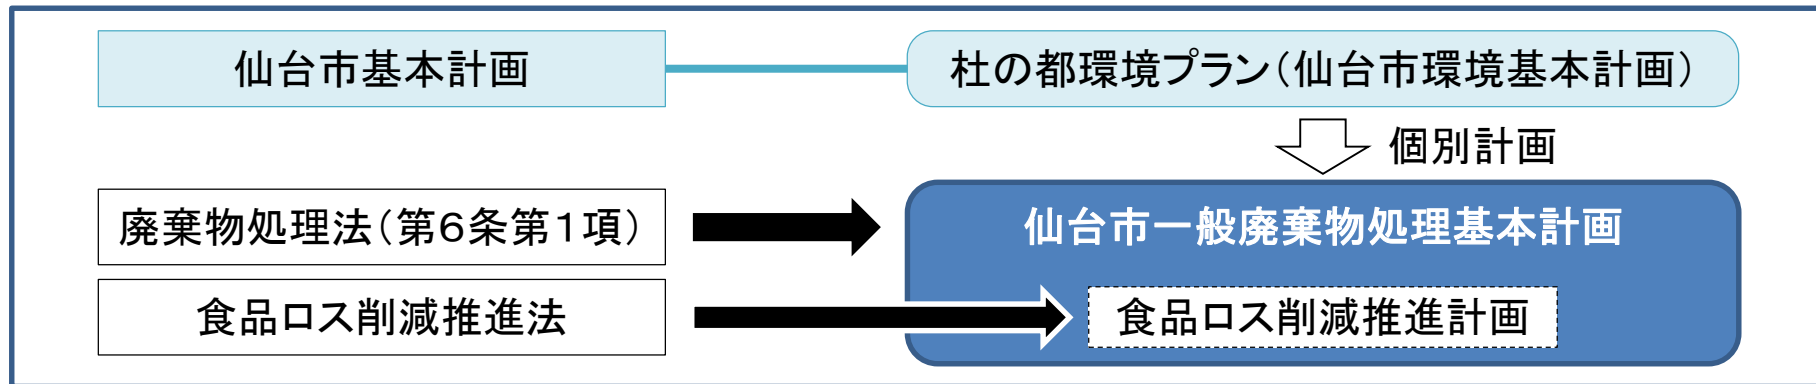 仙台市基本計画
杜の都環境プラン（仙台市環境基本計画）
個別計画
廃棄物処理法（第６条第１項）
仙台市一般廃棄物処理基本計画
食品ロス削減推進法
食品ロス削減推進計画